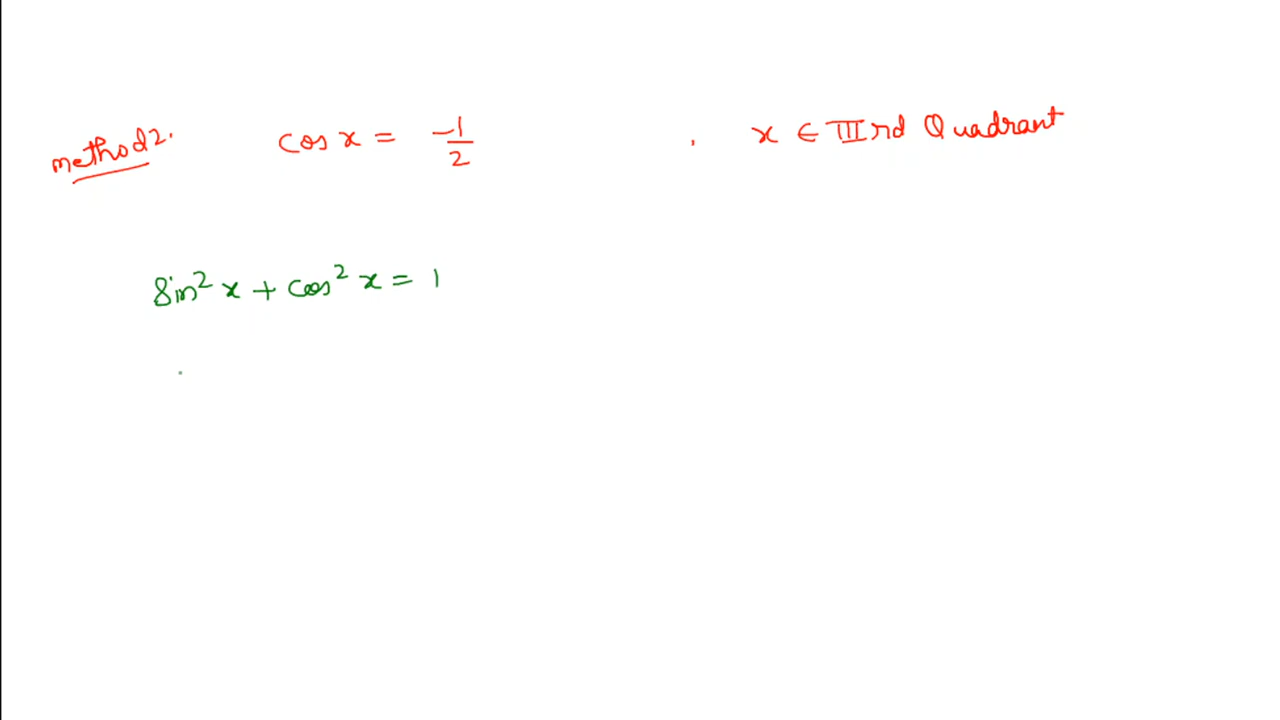 method2. cos x = -1/2 , x ∈ IIIrd Quadrant
sin² x + cos² x = 1